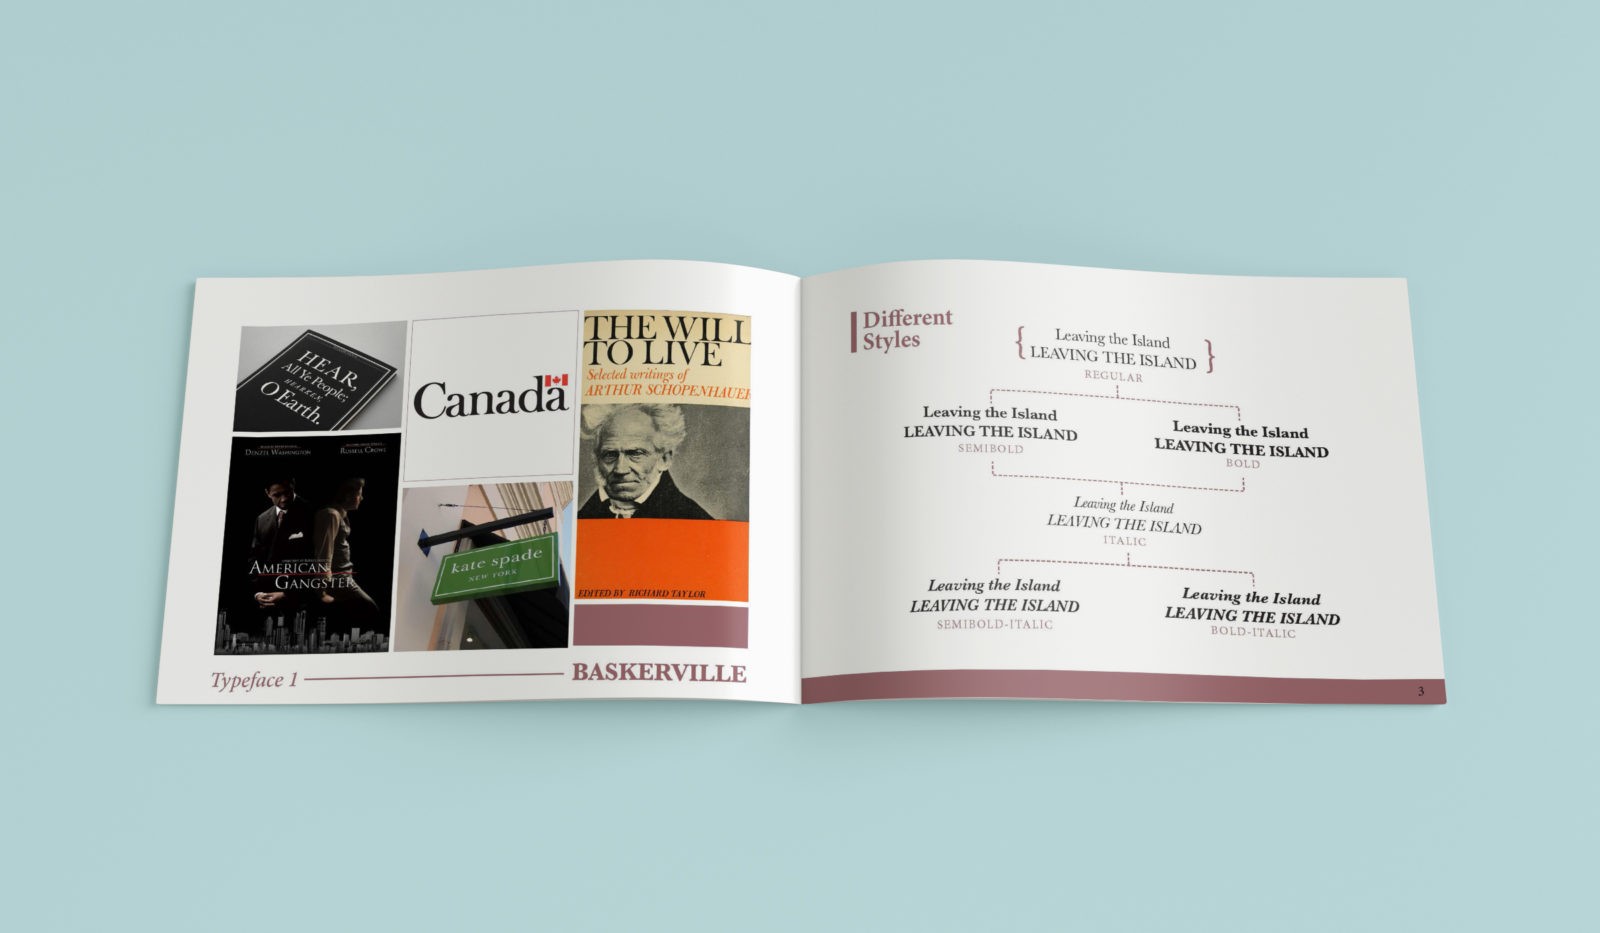 HEAR,
All Ye People;
HEARKEN,
O Earth.
DENZEL WASHINGTON
RUSSELL CROWE
AMERICAN
GANGSTER
Canada
kate spade
NEW YORK
THE WILL
TO LIVE
Selected writings of
ARTHUR SCHOPENHAUER
EDITED BY RICHARD TAYLOR
Typeface 1
BASKERVILLE
Different
Styles
{ Leaving the Island
LEAVING THE ISLAND }
REGULAR
Leaving the Island
LEAVING THE ISLAND
SEMIBOLD
Leaving the Island
LEAVING THE ISLAND
BOLD
Leaving the Island
LEAVING THE ISLAND
ITALIC
Leaving the Island
LEAVING THE ISLAND
SEMIBOLD-ITALIC
Leaving the Island
LEAVING THE ISLAND
BOLD-ITALIC
3